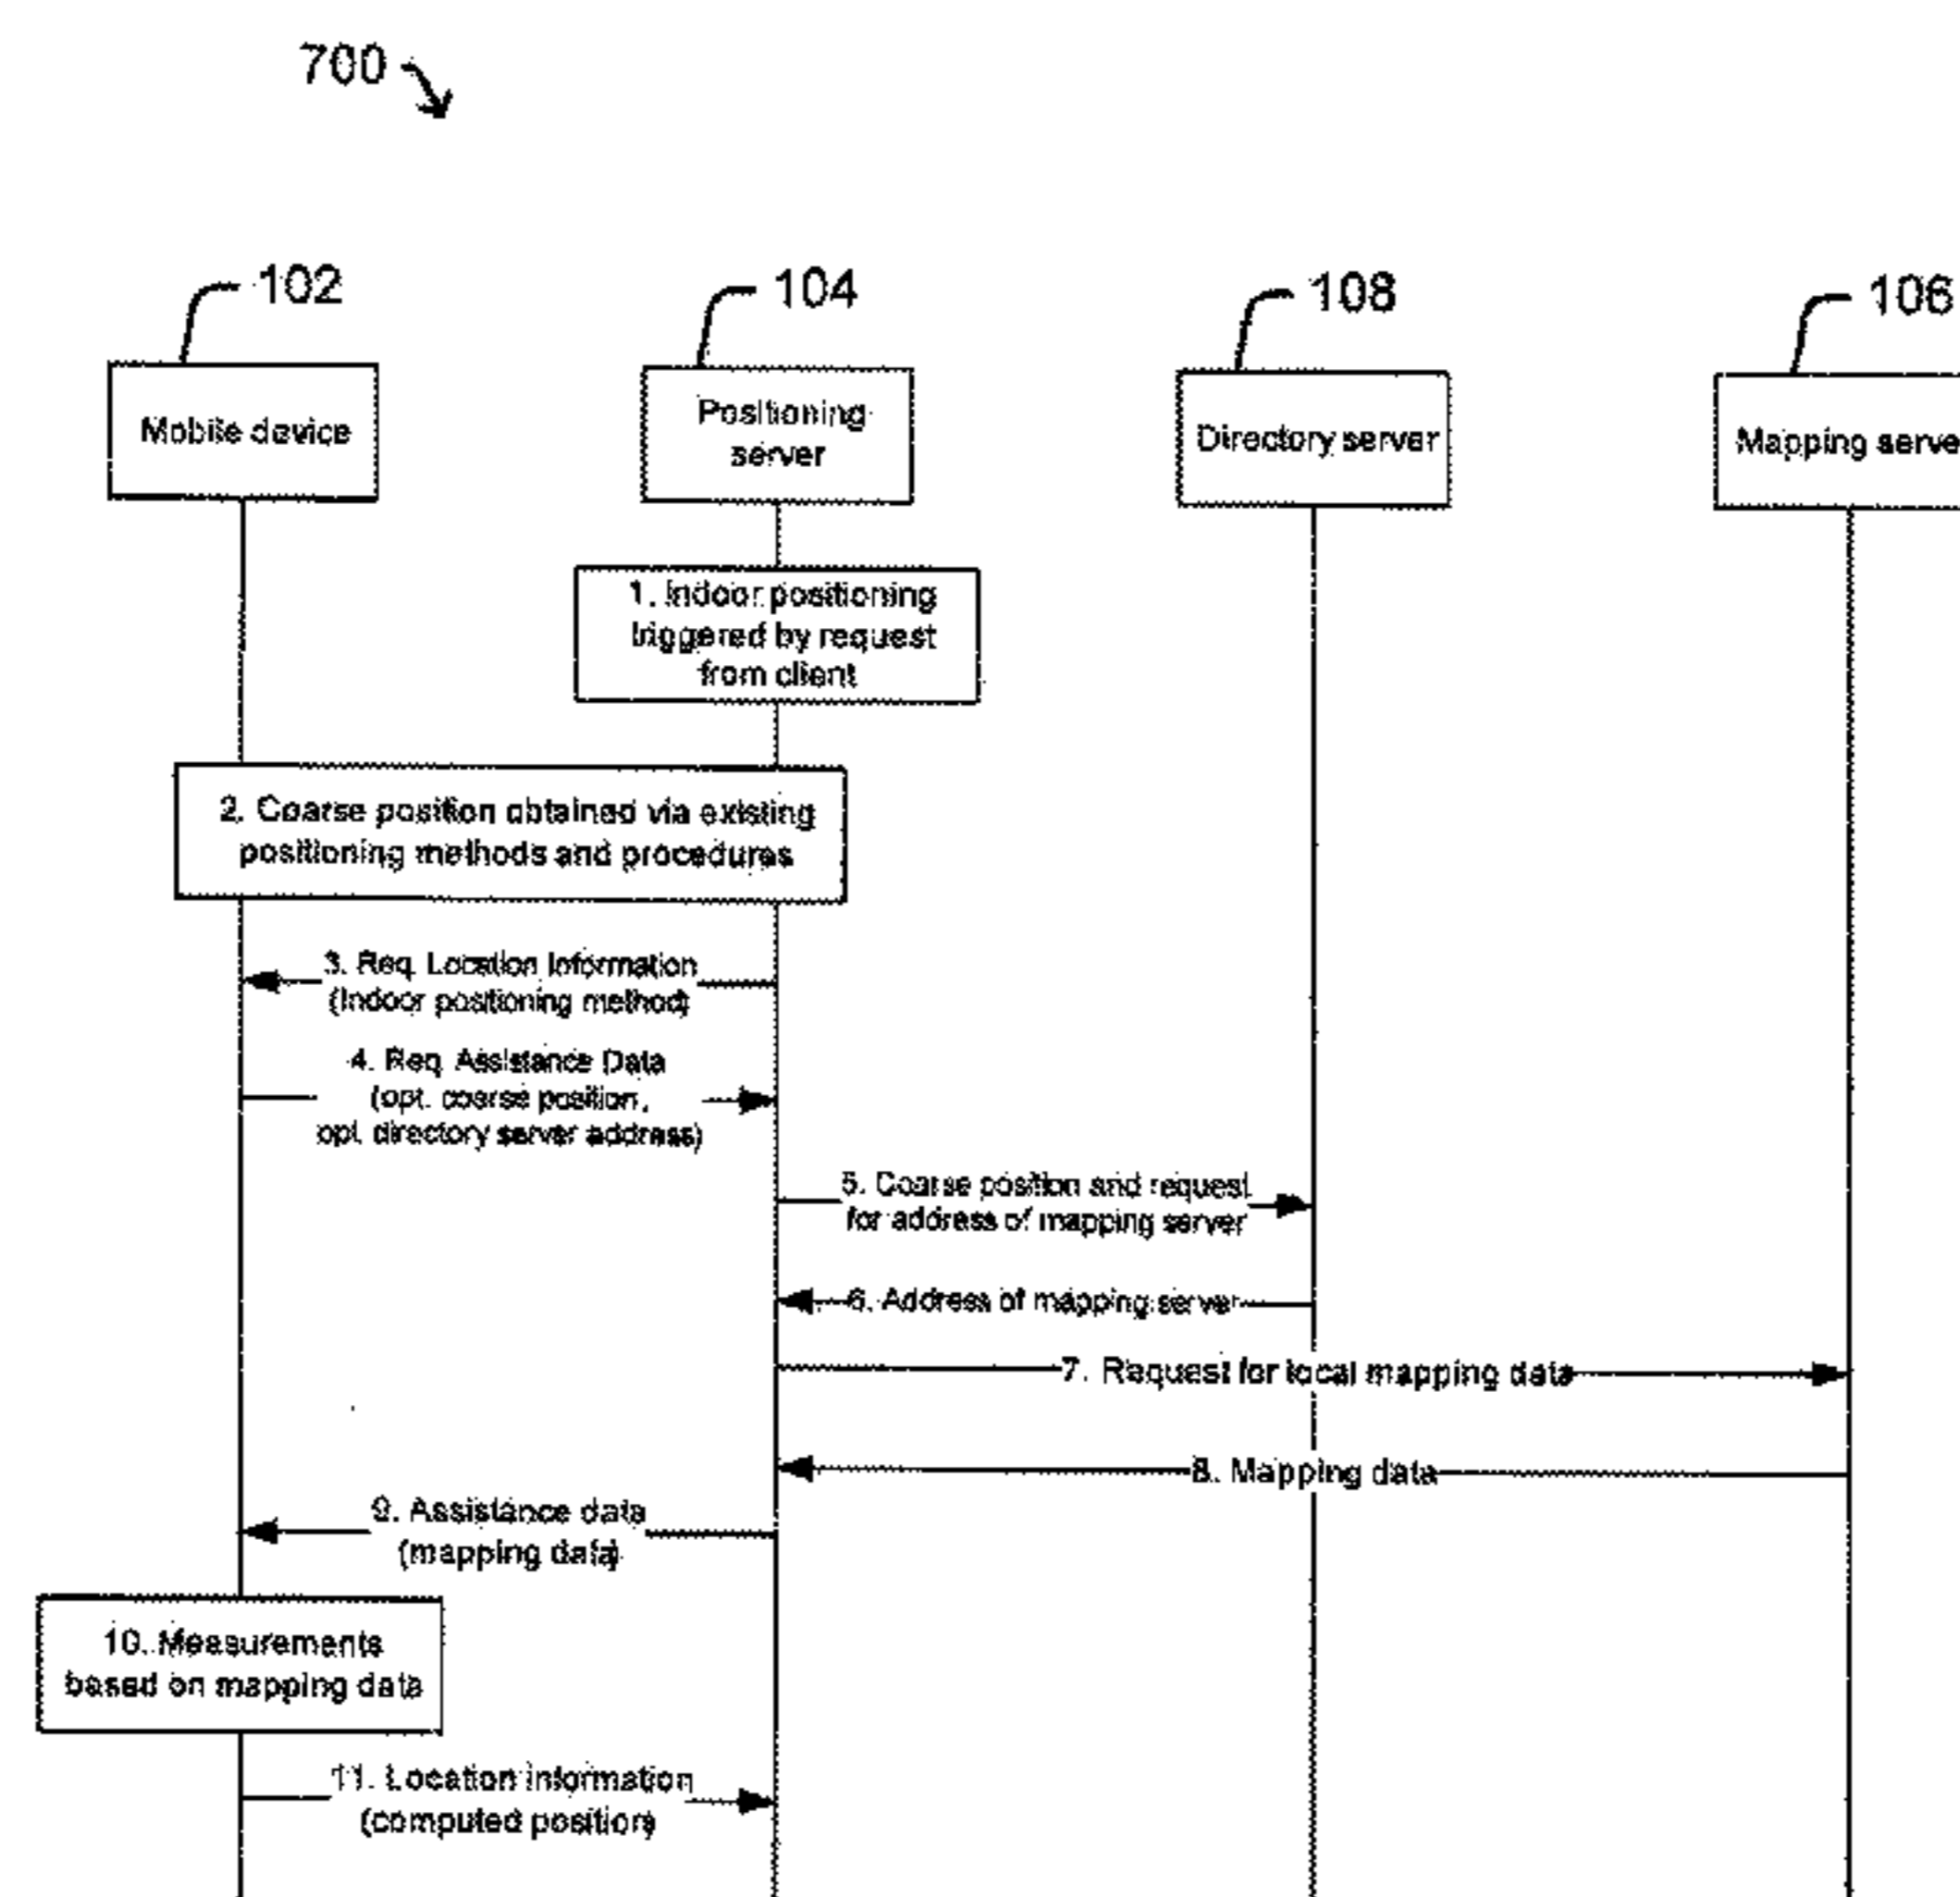 700
102
104
108
106
Mobile device
Positioning
server
Directory server
Mapping serve
1. Indoor positioning
triggered by request
from client
2. Coarse position obtained via existing
positioning methods and procedures
3. Req. Location Information
(Indoor positioning method)
4. Req. Assistance Data
(opt. coarse position,
opt. directory server address)
5. Coarse position and request
for address of mapping server
6. Address of mapping server
7. Request for local mapping data
8. Mapping data
9. Assistance data
(mapping data)
10. Measurements
based on mapping data
11. Location information
(computed position)